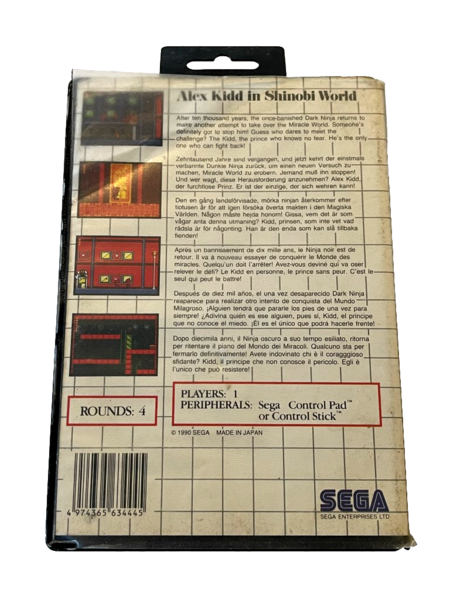 Alex Kidd in Shinobi World
After ten thousand years, the once-banished Dark Ninja returns to
make another attempt to take over the Miracle World. Someone's
definitely got to stop him! Guess who dares to meet the
challenge? The Kidd, the prince who knows no fear. He's the only
one who can fight back!
Zehntausend Jahre sind vergangen, und jetzt kehrt der einstmals
verbannte Dunkle Ninja zurück, um einen neuen Versuch zu
machen, Miracle World zu erobern. Jemand muß ihn stoppen!
Und wer wagt, diese Herausforderung anzunehmen? Alex Kidd,
der furchtlose Prinz. Er ist der einzige, der sich wehren kann!
Den en gång landsförvisade, mörka ninjan återkommer efter
tiotusen år för att igen försöka överta makten i den Magiska
Världen. Någon måste hejda honom! Gissa, vem det är som
vågar anta denna utmaning? Kidd, prinsen, som inte vet vad
rädsla är för någonting. Han är den enda som kan slå tillbaka
fienden!
Après un bannissement de dix mille ans, le Ninja noir est de
retour. Il va à nouveau essayer de conquérir le Monde des
miracles. Quelqu'un doit l'arrêter! Avez-vous deviné qui va oser
relever le défi? Le Kidd en personne, le prince sans peur. C'est le
seul qui peut le battre!
Después de diez mil años, el una vez desaparecido Dark Ninja
reaparece para realizar otro intento de conquista del Mundo
Milagroso. ¡Alguien tendrá que pararle los pies de una vez para
siempre! ¿Adivina quién es ese alguien, pues sí, Kidd, el príncipe
que no conoce el miedo. ¡Él es el único que podrá hacerle frente!
Dopo diecimila anni, il Ninja oscuro a suo tempo esiliato, ritorna
per ritentare il piano del Mondo dei Miracoli. Qualcuno sta per
fermarlo definitivamente! Avete indovinato chi è il coragggioso
sfidante? Kidd, il principe che non conosce il pericolo. Egli è
l'unico che può resistere!
ROUNDS: 4
PLAYERS: 1
PERIPHERALS: Sega Control Pad™
or Control Stick™
© 1990 SEGA MADE IN JAPAN
4 974365 634445
SEGA
SEGA ENTERPRISES LTD